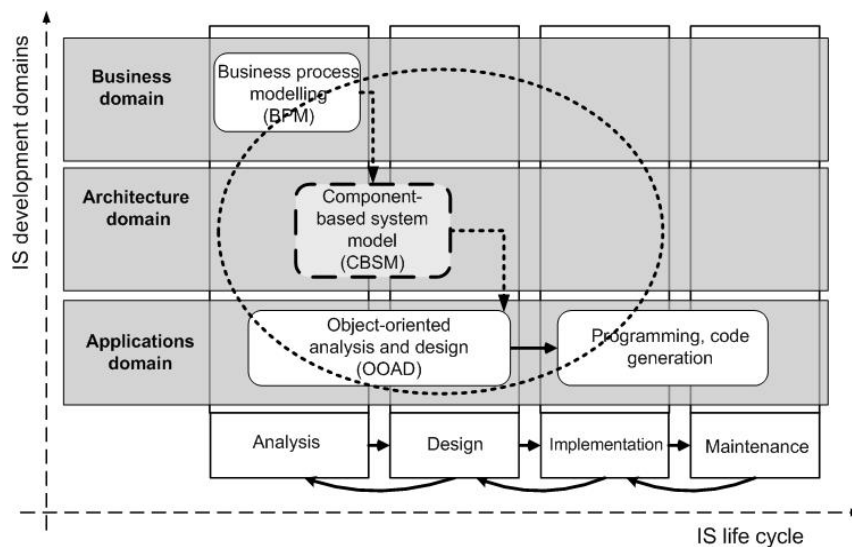 IS development domains
Business
domain
Business process
modelling
(BPM)
Architecture
domain
Component-
based system
model
(CBSM)
Applications
domain
Object-oriented
analysis and design
(OOAD)
Programming, code
generation
Analysis
Design
Implementation
Maintenance
IS life cycle